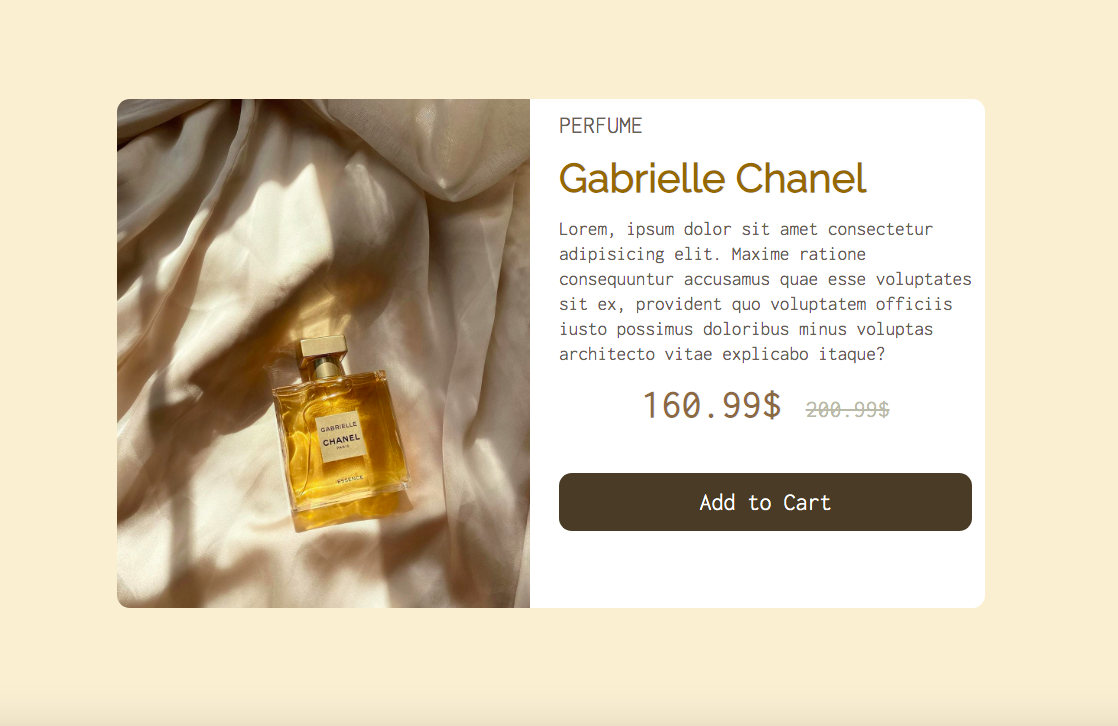 PERFUME
Gabrielle Chanel
Lorem, ipsum dolor sit amet consectetur
adipisicing elit. Maxime ratione
consequuntur accusamus quae esse voluptates
sit ex, provident quo voluptatem officiis
iusto possimus doloribus minus voluptas
architecto vitae explicabo itaque?
160.99$ 200.99$
Add to Cart
GABRIELLE
CHANEL
PARIS
ESSENCE